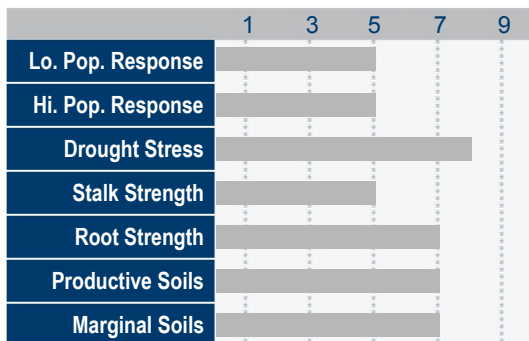 1 3 5 7 9
Lo. Pop. Response
Hi. Pop. Response
Drought Stress
Stalk Strength
Root Strength
Productive Soils
Marginal Soils